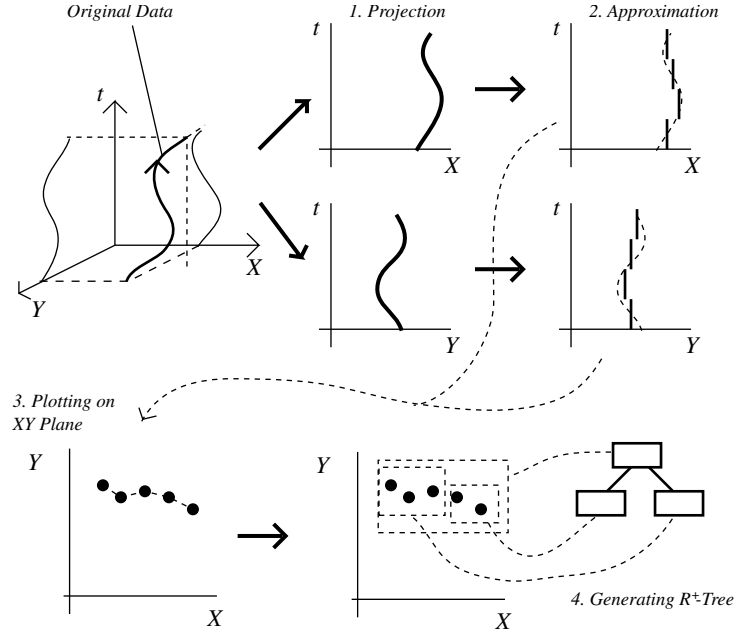 Original Data
1. Projection
2. Approximation
t
X
Y
t
X
t
X
t
Y
t
Y
3. Plotting on
XY Plane
Y
X
Y
X
4. Generating R+-Tree